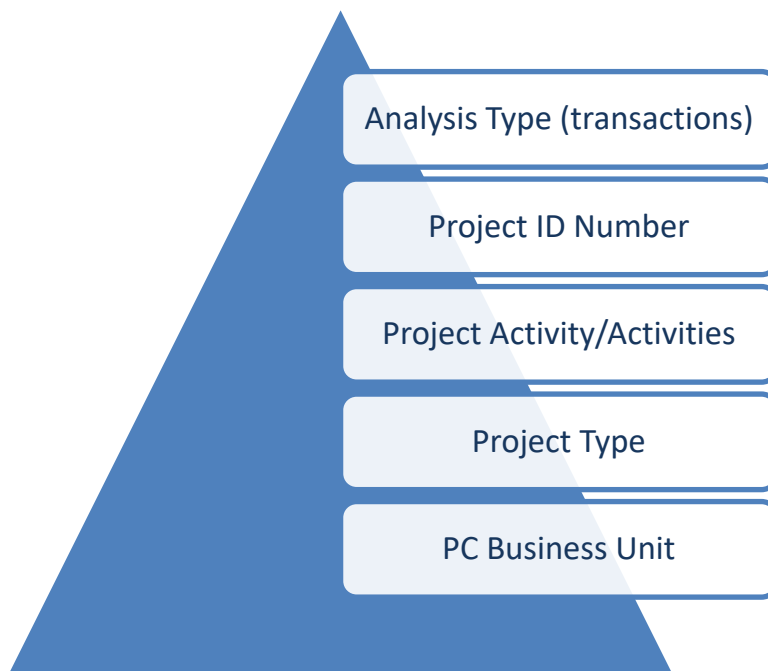 Analysis Type (transactions)
Project ID Number
Project Activity/Activities
Project Type
PC Business Unit